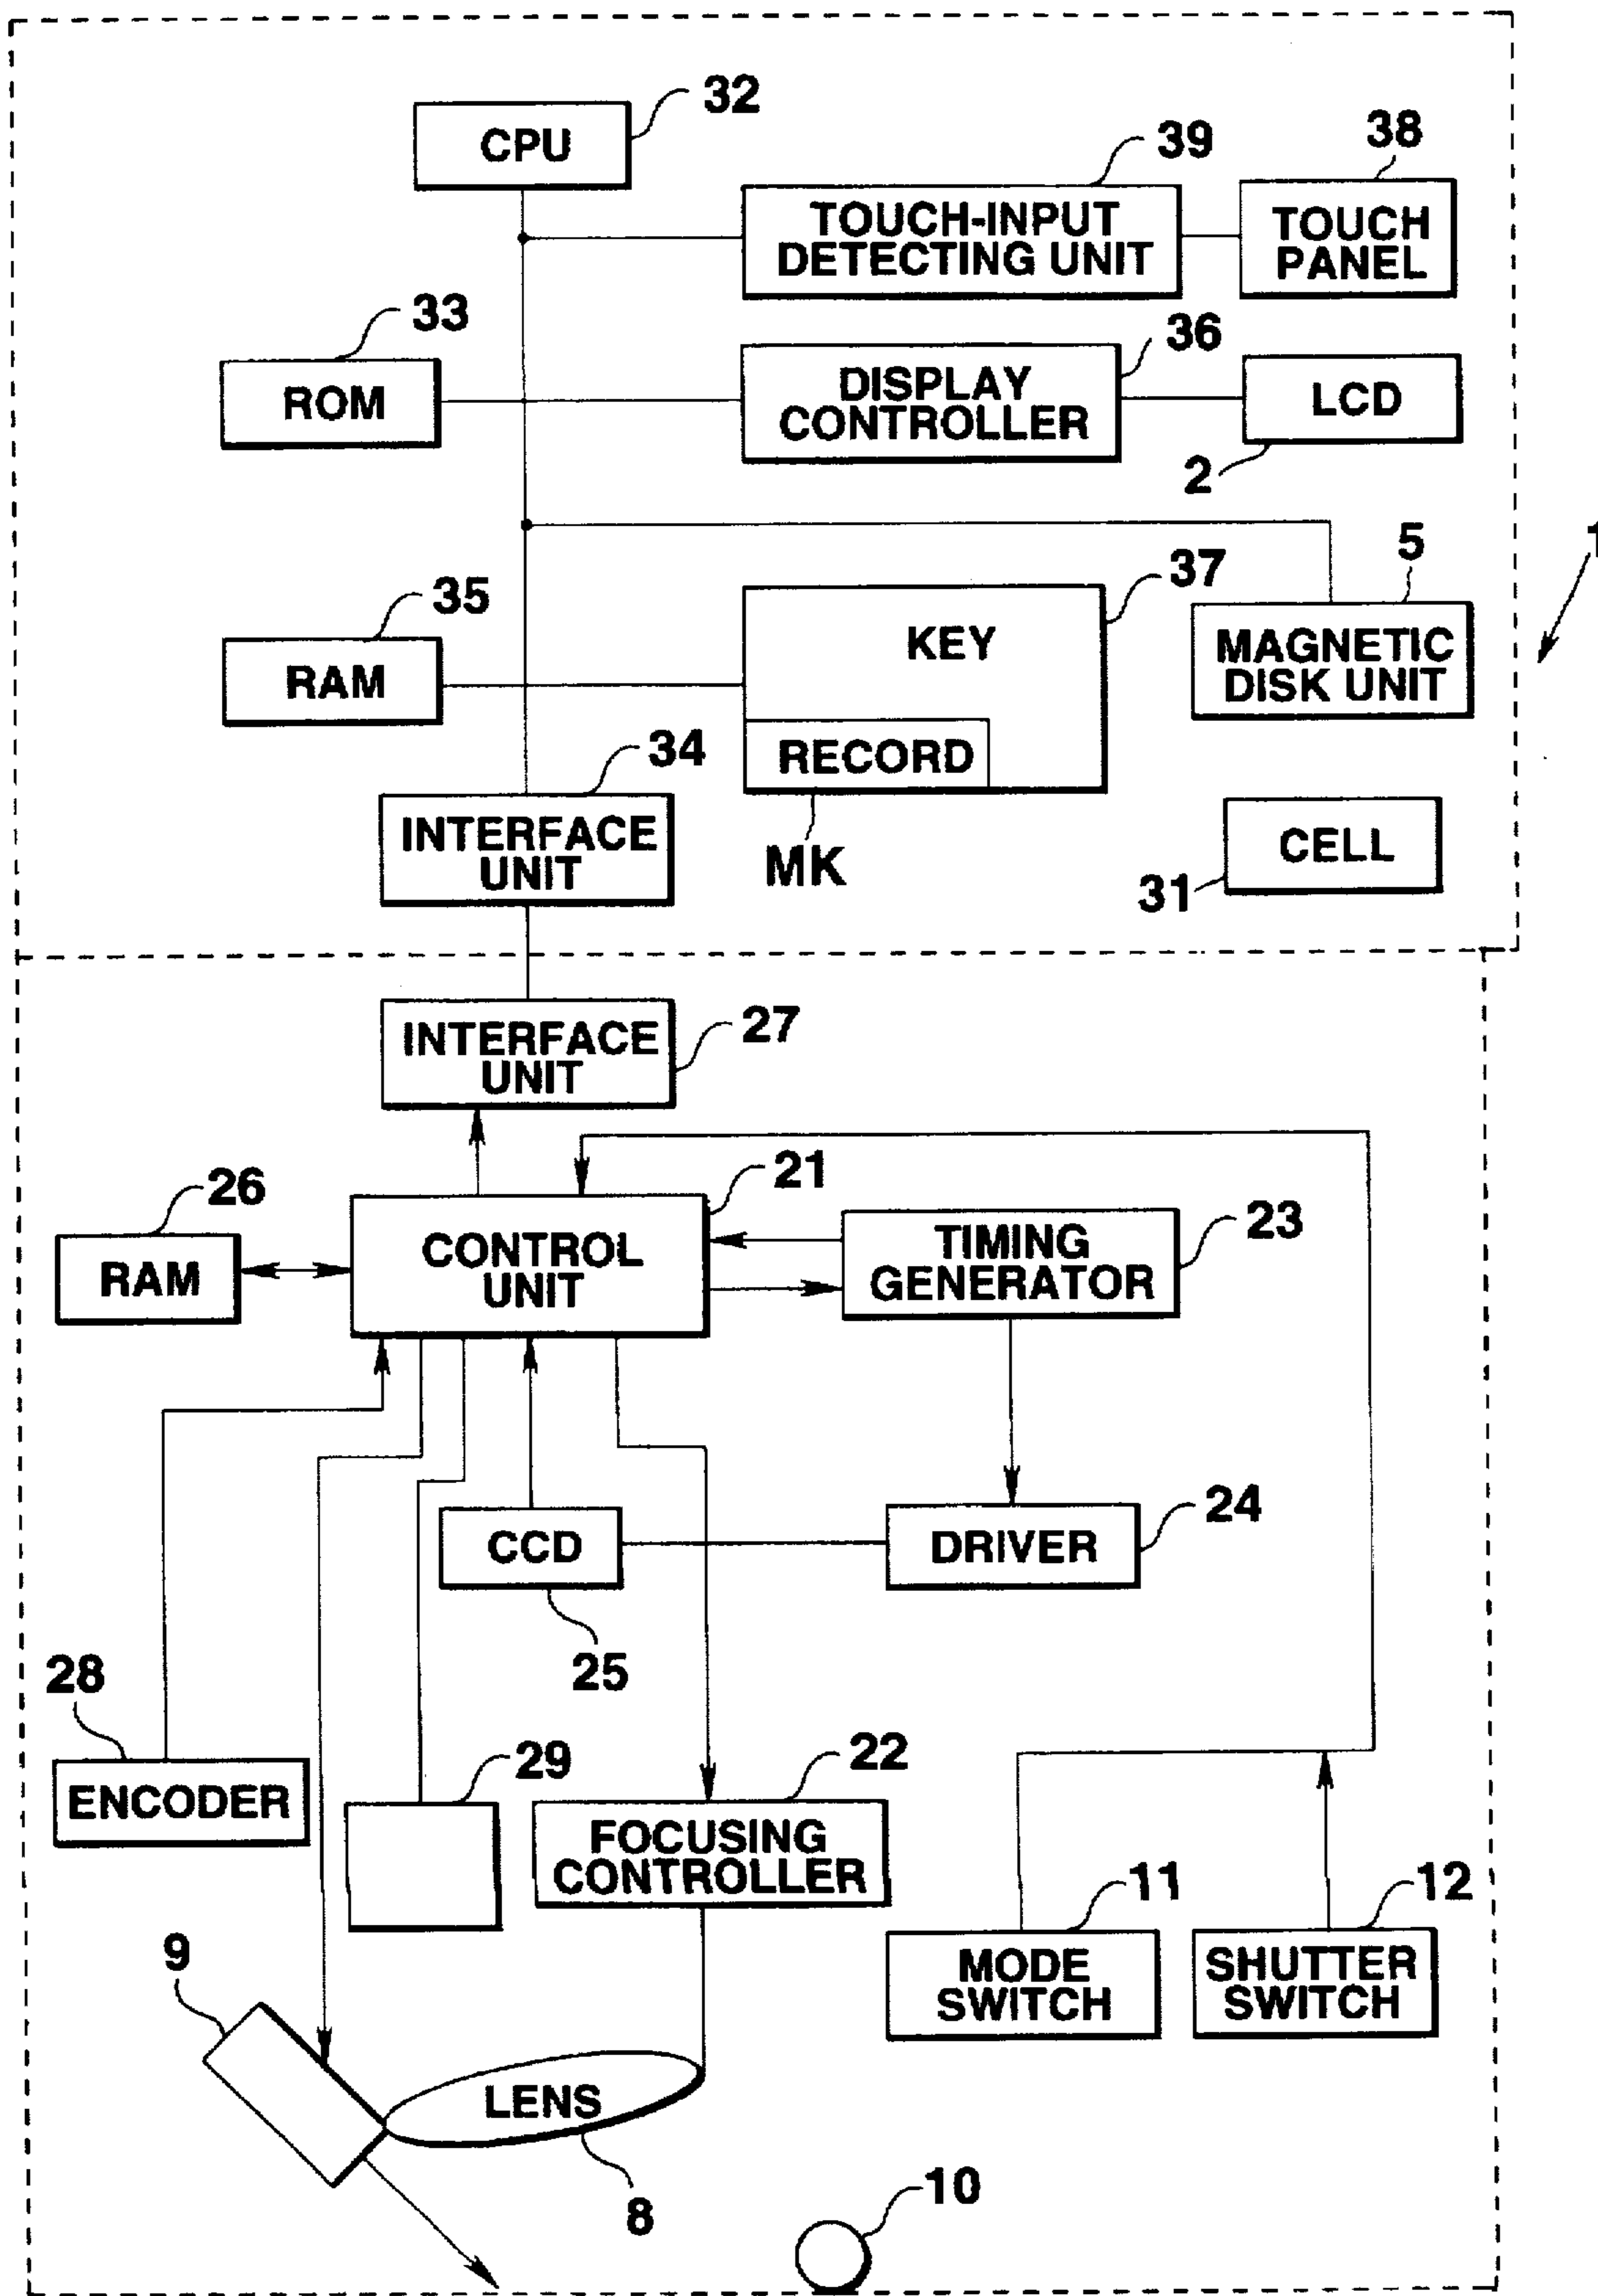 32
CPU
39
38
TOUCH-INPUT
DETECTING UNIT
TOUCH
PANEL
33
36
ROM
DISPLAY
CONTROLLER
LCD
2
1
5
37
35
KEY
RAM
MAGNETIC
DISK UNIT
34
RECORD
INTERFACE
UNIT
MK
CELL
31
INTERFACE
UNIT
27
21
26
23
CONTROL
UNIT
TIMING
GENERATOR
RAM
24
CCD
DRIVER
25
28
29
22
ENCODER
FOCUSING
CONTROLLER
11
12
9
MODE
SWITCH
SHUTTER
SWITCH
LENS
8
10